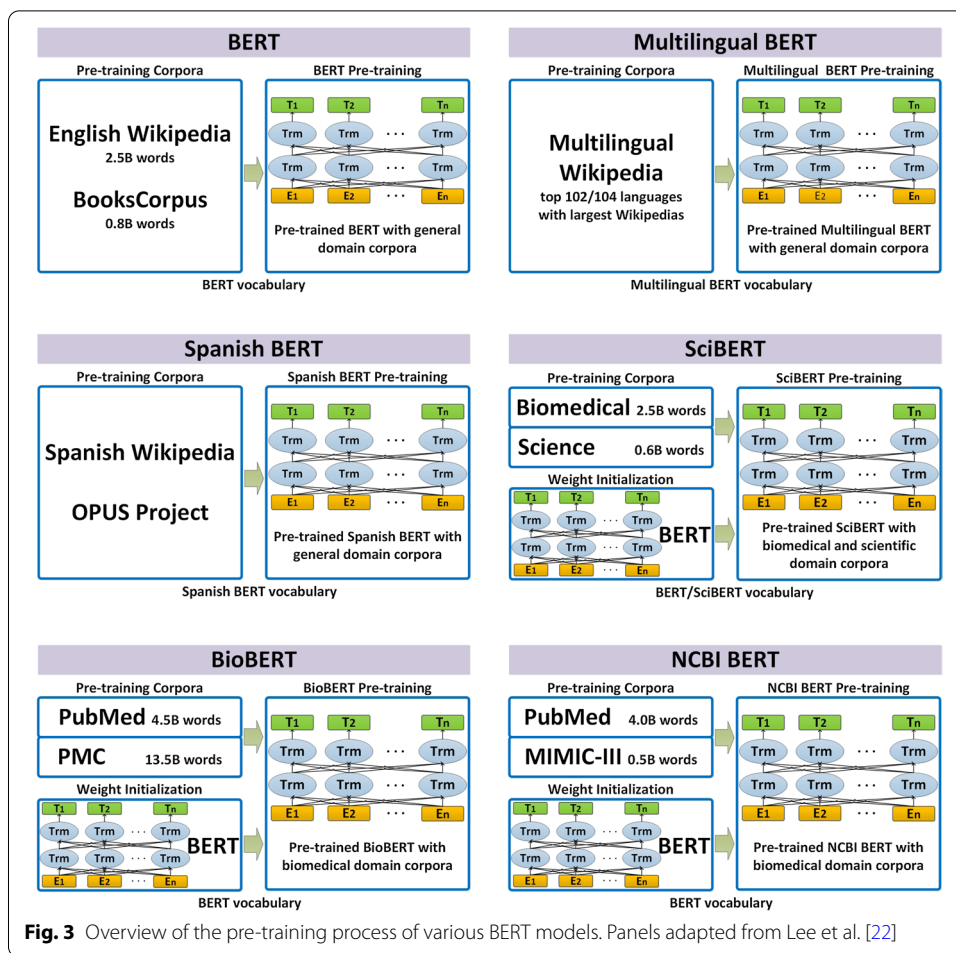 BERT
Pre-training Corpora
English Wikipedia
2.5B words
BooksCorpus
0.8B words
BERT Pre-training
T1 T2 Tn
Trm Trm ··· Trm
Trm Trm ··· Trm
E1 E2 ··· En
Pre-trained BERT with general
domain corpora
BERT vocabulary
Multilingual BERT
Pre-training Corpora
Multilingual
Wikipedia
top 102/104 languages
with largest Wikipedias
Multilingual BERT Pre-training
T1 T2 Tn
Trm Trm ··· Trm
Trm Trm ··· Trm
E1 E2 ··· En
Pre-trained Multilingual BERT
with general domain corpora
Multilingual BERT vocabulary
Spanish BERT
Pre-training Corpora
Spanish Wikipedia
OPUS Project
Spanish BERT Pre-training
T1 T2 Tn
Trm Trm ··· Trm
Trm Trm ··· Trm
E1 E2 ··· En
Pre-trained Spanish BERT with
general domain corpora
Spanish BERT vocabulary
SciBERT
Pre-training Corpora
Biomedical 2.5B words
Science 0.6B words
Weight Initialization
T1 T2 Tn
Trm Trm ··· Trm
Trm Trm ··· Trm
E1 E2 ··· En
BERT
SciBERT Pre-training
T1 T2 Tn
Trm Trm ··· Trm
Trm Trm ··· Trm
E1 E2 ··· En
Pre-trained SciBERT with
biomedical and scientific
domain corpora
BERT/SciBERT vocabulary
BioBERT
Pre-training Corpora
PubMed 4.5B words
PMC 13.5B words
Weight Initialization
T1 T2 Tn
Trm Trm ··· Trm
Trm Trm ··· Trm
E1 E2 ··· En
BERT
BioBERT Pre-training
T1 T2 Tn
Trm Trm ··· Trm
Trm Trm ··· Trm
E1 E2 ··· En
Pre-trained BioBERT with
biomedical domain corpora
BERT vocabulary
NCBI BERT
Pre-training Corpora
PubMed 4.0B words
MIMIC-III 0.5B words
Weight Initialization
T1 T2 Tn
Trm Trm ··· Trm
Trm Trm ··· Trm
E1 E2 ··· En
BERT
NCBI BERT Pre-training
T1 T2 Tn
Trm Trm ··· Trm
Trm Trm ··· Trm
E1 E2 ··· En
Pre-trained NCBI BERT with
biomedical domain corpora
BERT vocabulary
Fig. 3 Overview of the pre-training process of various BERT models. Panels adapted from Lee et al. [22]